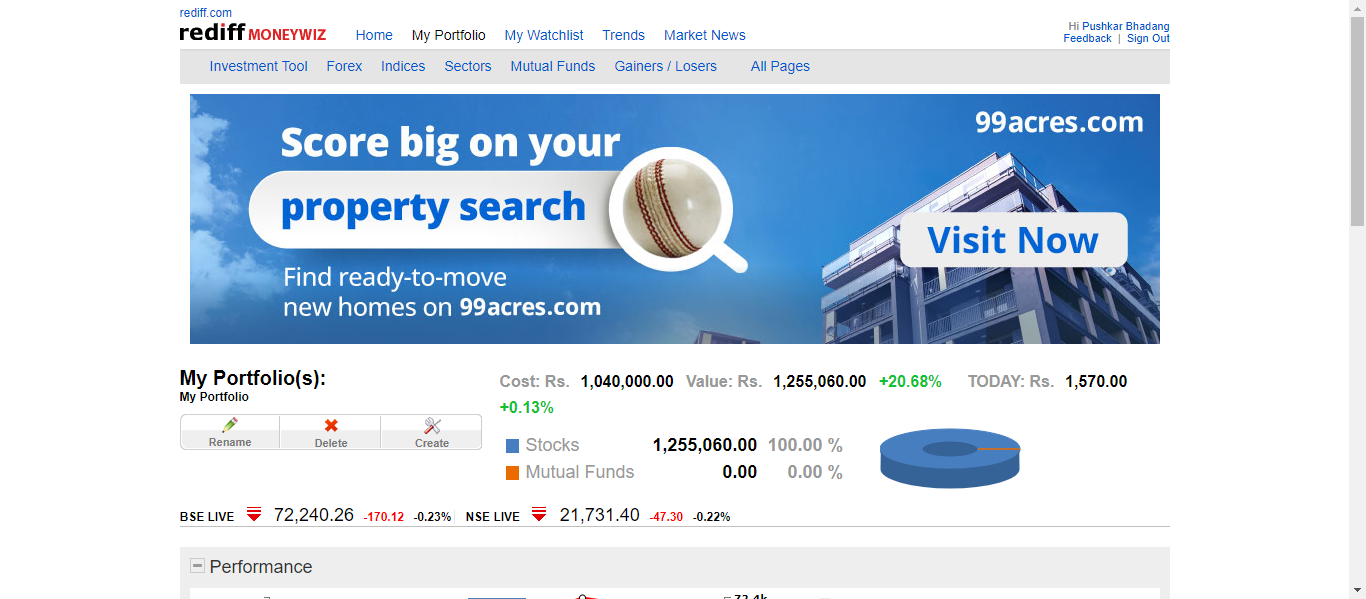 rediff.com
rediff MONEYWIZ Home My Portfolio My Watchlist Trends Market News
Hi Pushkar Bhadang
Feedback | Sign Out
Investment Tool Forex Indices Sectors Mutual Funds Gainers / Losers All Pages
99acres.com
Score big on your
property search
Visit Now
Find ready-to-move
new homes on 99acres.com
My Portfolio(s):
My Portfolio
Rename Delete Create
Cost: Rs. 1,040,000.00 Value: Rs. 1,255,060.00 +20.68% TODAY: Rs. 1,570.00
+0.13%
Stocks 1,255,060.00 100.00 %
Mutual Funds 0.00 0.00 %
BSE LIVE 72,240.26 -170.12 -0.23% NSE LIVE 21,731.40 -47.30 -0.22%
Performance